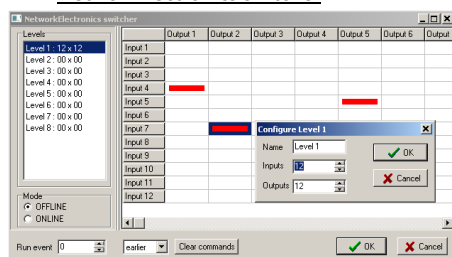 NetworkElectronics switcher
Levels
Level 1 : 12 x 12
Level 2 : 00 x 00
Level 3 : 00 x 00
Level 4 : 00 x 00
Level 5 : 00 x 00
Level 6 : 00 x 00
Level 7 : 00 x 00
Level 8 : 00 x 00
Mode
OFFLINE
ONLINE
Output 1 Output 2 Output 3 Output 4 Output 5 Output 6 Output
Input 1
Input 2
Input 3
Input 4
Input 5
Input 6
Input 7
Input 8
Input 9
Input 10
Input 11
Input 12
Configure Level 1
Name Level 1
Inputs 12
Outputs 12
OK
Cancel
Run event 0 earlier Clear commands OK Cancel